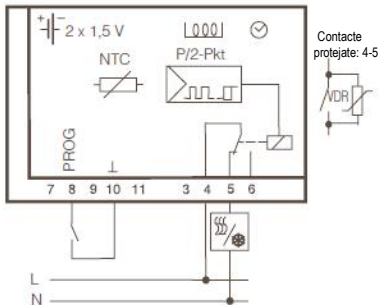 + - 2 x 1,5 V
NTC
P/2-Pkt
Contacte
protejate: 4-5
VDR
PROG
7 8 9 10 11 3 4 5 6
L
N